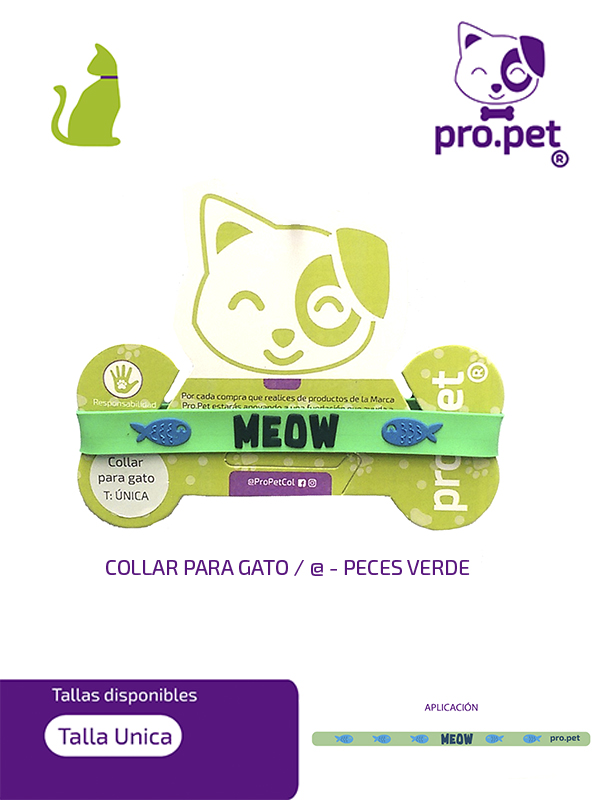 pro.pet
®
Responsabilidad
Por cada compra que realices de productos de la Marca
Pro.Pet estarás apoyando a una fundación que ayuda a
pro.pet®
MEOW
Collar
para gato
T: ÚNICA
@ProPetCol
COLLAR PARA GATO / @ - PECES VERDE
Tallas disponibles
Talla Unica
APLICACIÓN
MEOW
pro.pet